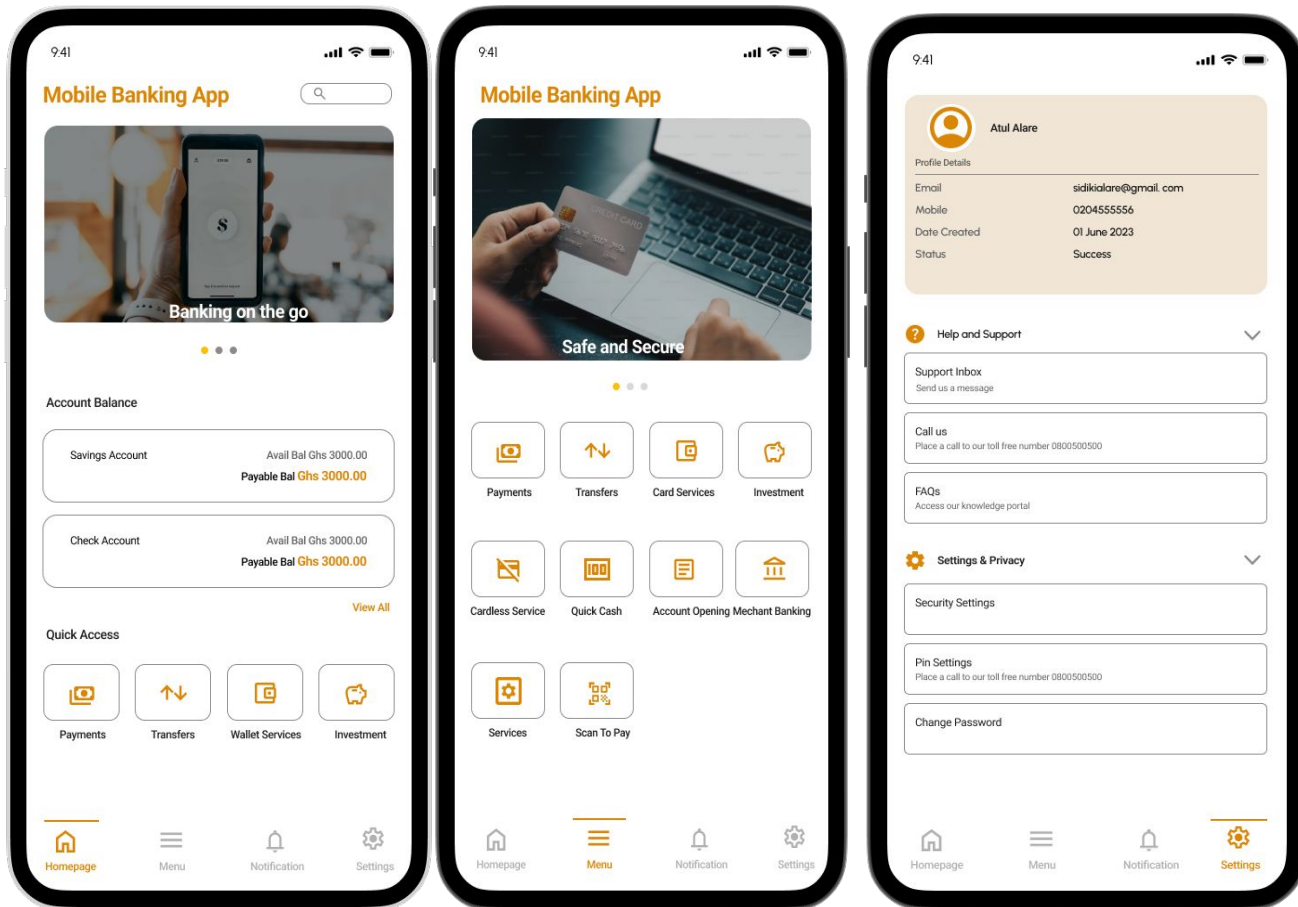 9:41
Mobile Banking App
Banking on the go
Account Balance
Savings Account Avail Bal Ghs 3000.00
Payable Bal Ghs 3000.00
Check Account Avail Bal Ghs 3000.00
Payable Bal Ghs 3000.00
View All
Quick Access
Payments Transfers Wallet Services Investment
Homepage Menu Notification Settings
9:41
Mobile Banking App
CREDIT CARD
Safe and Secure
Payments Transfers Card Services Investment
Cardless Service Quick Cash Account Opening Mechant Banking
Services Scan To Pay
Homepage Menu Notification Settings
9:41
Atul Alare
Profile Details
Email sidikialare@gmail. com
Mobile 0204555556
Date Created 01 June 2023
Status Success
Help and Support
Support Inbox
Send us a message
Call us
Place a call to our toll free number 0800500500
FAQs
Access our knowledge portal
Settings & Privacy
Security Settings
Pin Settings
Place a call to our toll free number 0800500500
Change Password
Homepage Menu Notification Settings